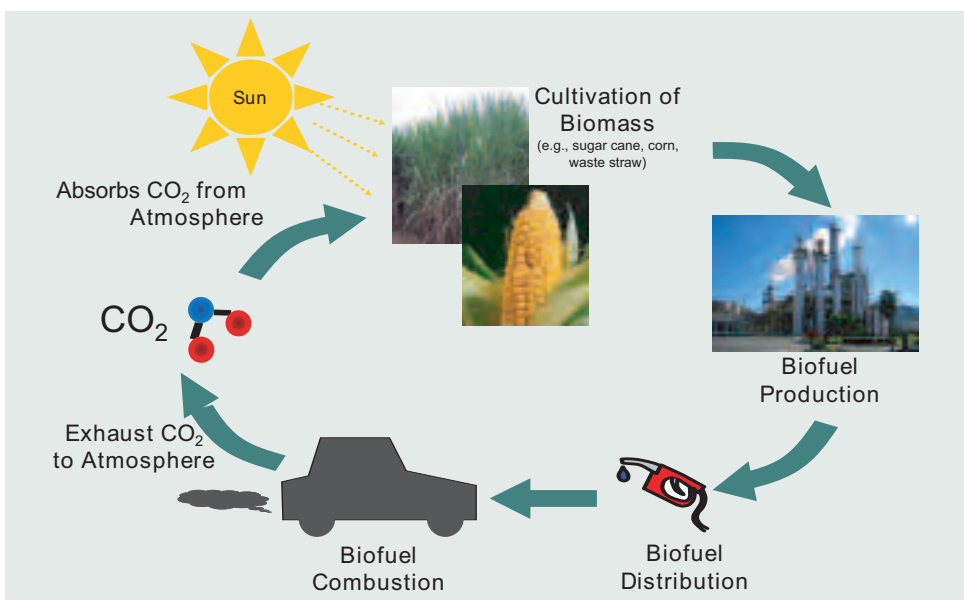 Sun
Cultivation of
Biomass
(e.g., sugar cane, corn,
waste straw)
Absorbs CO₂ from
Atmosphere
CO₂
Biofuel
Production
Exhaust CO₂
to Atmosphere
Biofuel
Combustion
Biofuel
Distribution